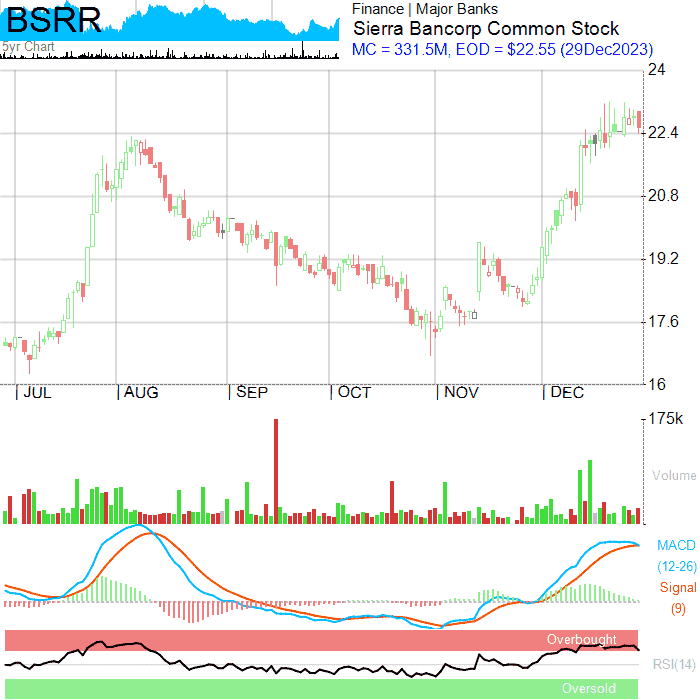 BSRR
5yr Chart
Finance | Major Banks
Sierra Bancorp Common Stock
MC = 331.5M, EOD = $22.55 (29Dec2023)
24
22.4
20.8
19.2
17.6
16
JUL AUG SEP OCT NOV DEC
175k
Volume
MACD
(12-26)
Signal
(9)
Overbought
RSI(14)
Oversold